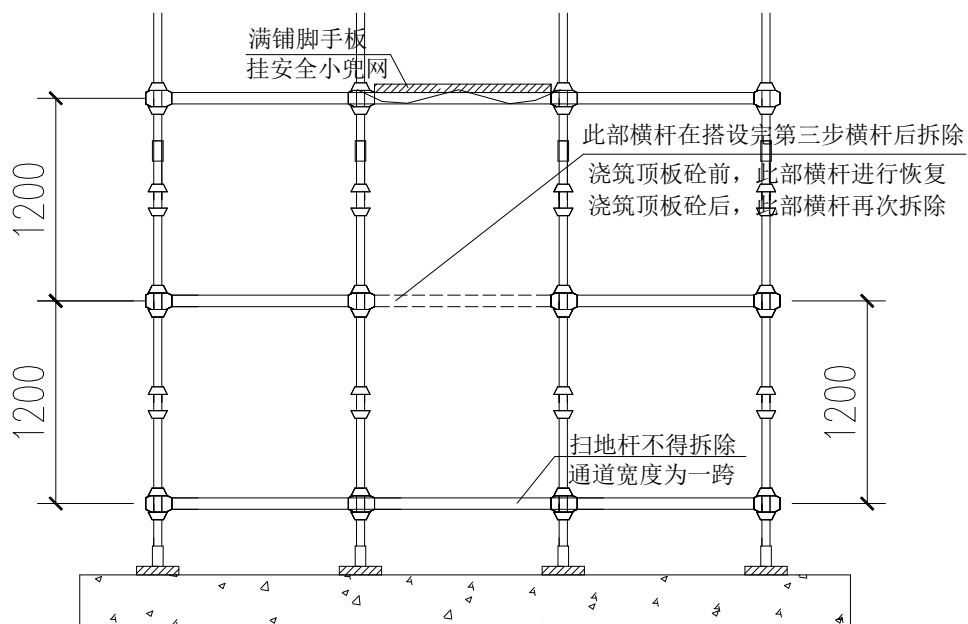 满铺脚手板
挂安全小兜网
此部横杆在搭设完第三步横杆后拆除
浇筑顶板砼前，此部横杆进行恢复
浇筑顶板砼后，此部横杆再次拆除
1200
1200
1200
扫地杆不得拆除
通道宽度为一跨